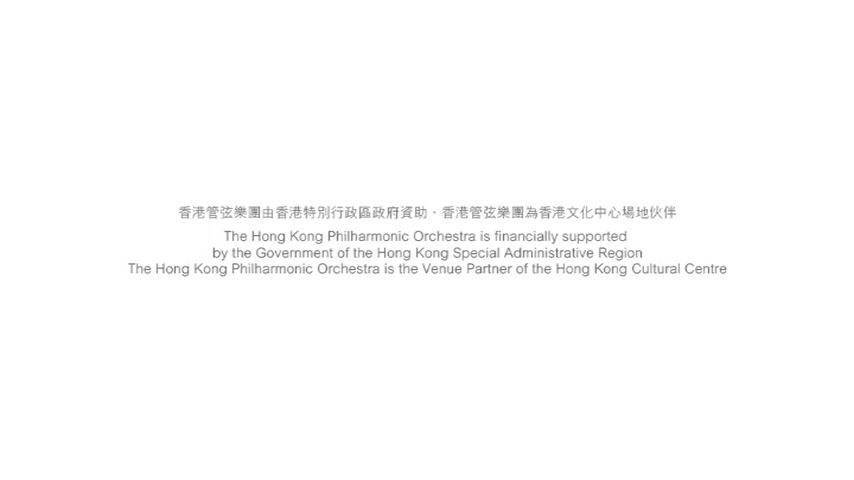 香港管弦樂團由香港特別行政區政府資助．香港管弦樂團為香港文化中心場地伙伴
The Hong Kong Philharmonic Orchestra is financially supported
by the Government of the Hong Kong Special Administrative Region
The Hong Kong Philharmonic Orchestra is the Venue Partner of the Hong Kong Cultural Centre